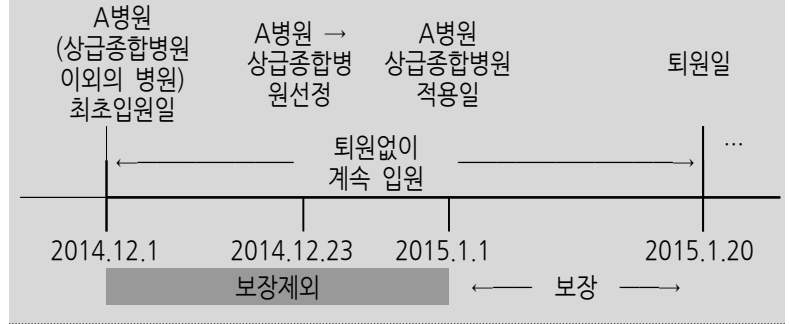 A병원
(상급종합병원
이외의 병원)
최초입원일
A병원 →
상급종합병
원선정
A병원
상급종합병원
적용일
퇴원일
…
←―――――― 퇴원없이 ――――――→
계속 입원
2014.12.1 2014.12.23 2015.1.1 2015.1.20
보장제외 ←―― 보장 ――→